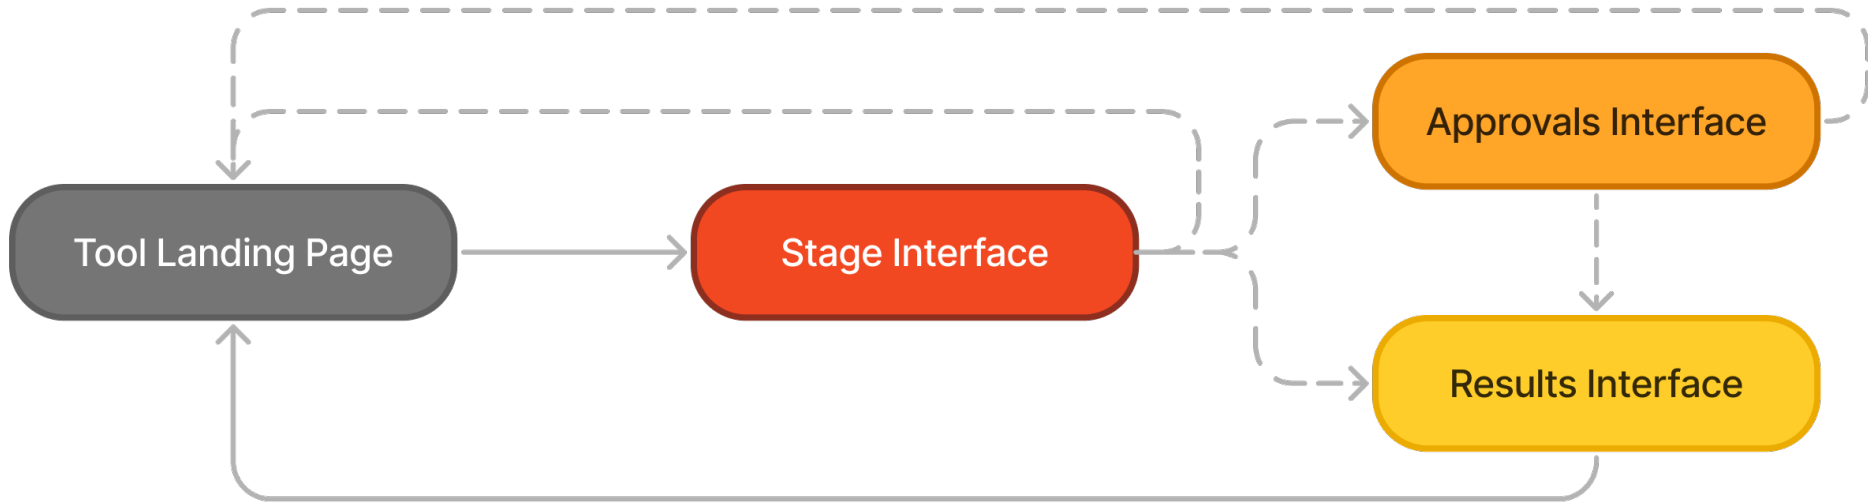 Approvals Interface
Tool Landing Page
Stage Interface
Results Interface